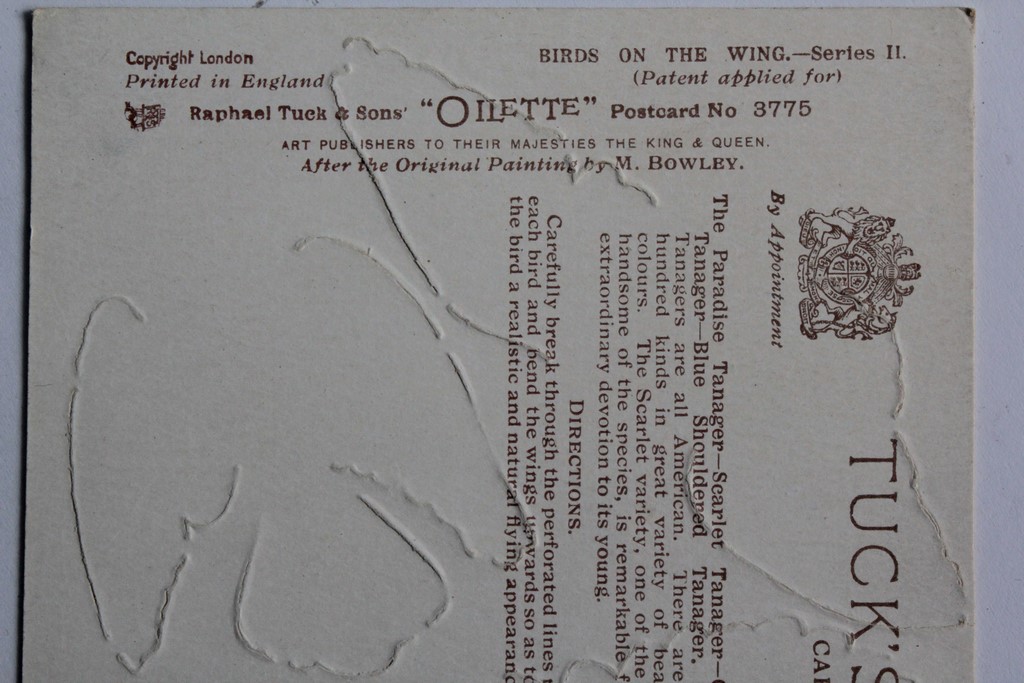 Copyright London
Printed in England
BIRDS ON THE WING.—Series II.
(Patent applied for)
Raphael Tuck & Sons' "OILETTE" Postcard No 3775
ART PUBLISHERS TO THEIR MAJESTIES THE KING & QUEEN.
After the Original Painting by M. BOWLEY.
By Appointment
TUCK'S
The Paradise Tanager—Scarlet Tanager—
Tanager—Blue Shouldered Tanager.
Tanagers are all American. There are
hundred kinds in great variety of
colours. The Scarlet variety, one of the
handsome of the species, is remarkable
extraordinary devotion to its young.
DIRECTIONS.
Carefully break through the perforated lines
each bird and bend the wings upwards so as to
the bird a realistic and natural flying